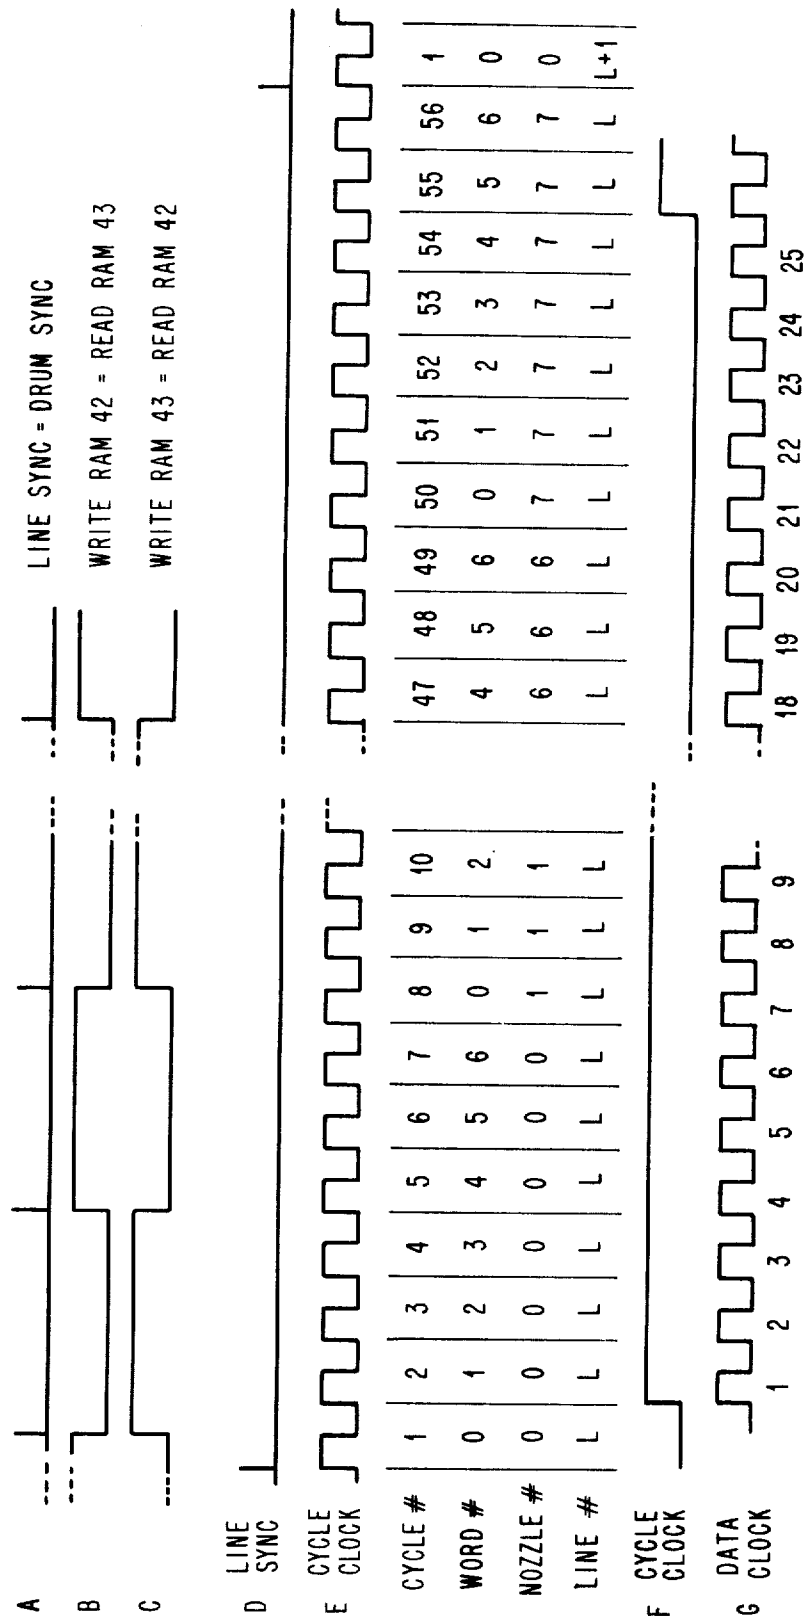 A LINE SYNC = DRUM SYNC
B WRITE RAM 42 = READ RAM 43
C WRITE RAM 43 = READ RAM 42
D LINE SYNC
E CYCLE CLOCK
CYCLE # 1 2 3 4 5 6 7 8 9 10 47 48 49 50 51 52 53 54 55 56 1
WORD # 0 1 2 3 4 5 6 0 1 2 4 5 6 0 1 2 3 4 5 6 0
NOZZLE # 0 0 0 0 0 0 0 1 1 1 6 6 6 7 7 7 7 7 7 7 0
LINE # L L L L L L L L L L L L L L L L L L L L L+1
F CYCLE CLOCK
G DATA CLOCK
1 2 3 4 5 6 7 8 9 18 19 20 21 22 23 24 25